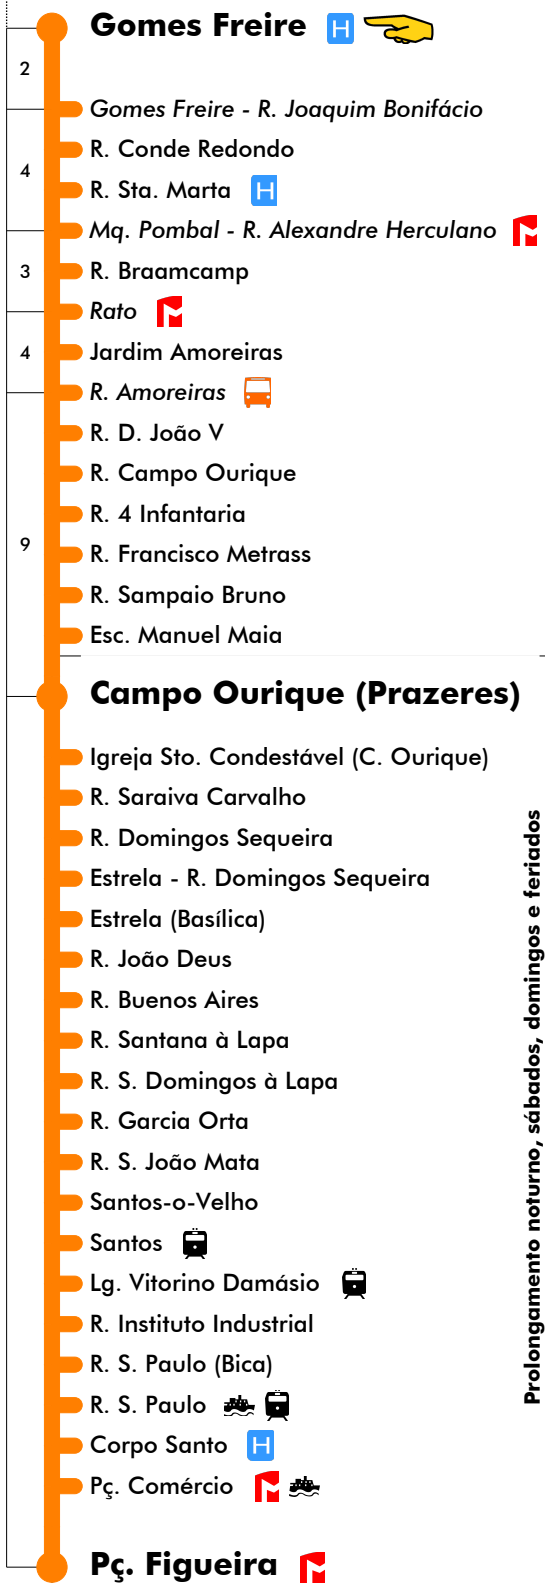 Gomes Freire H
2
Gomes Freire - R. Joaquim Bonifácio
R. Conde Redondo
4
R. Sta. Marta H
Mq. Pombal - R. Alexandre Herculano M
3
R. Braamcamp
Rato M
4
Jardim Amoreiras
R. Amoreiras
R. D. João V
R. Campo Ourique
R. 4 Infantaria
9
R. Francisco Metrass
R. Sampaio Bruno
Esc. Manuel Maia
Campo Ourique (Prazeres)
Igreja Sto. Condestável (C. Ourique)
R. Saraiva Carvalho
R. Domingos Sequeira
Estrela - R. Domingos Sequeira
Estrela (Basílica)
R. João Deus
R. Buenos Aires
R. Santana à Lapa
R. S. Domingos à Lapa
R. Garcia Orta
R. S. João Mata
Santos-o-Velho
Santos
Lg. Vitorino Damásio
R. Instituto Industrial
R. S. Paulo (Bica)
R. S. Paulo
Corpo Santo H
Pç. Comércio M
Pç. Figueira M
Prolongamento noturno, sábados, domingos e feriados